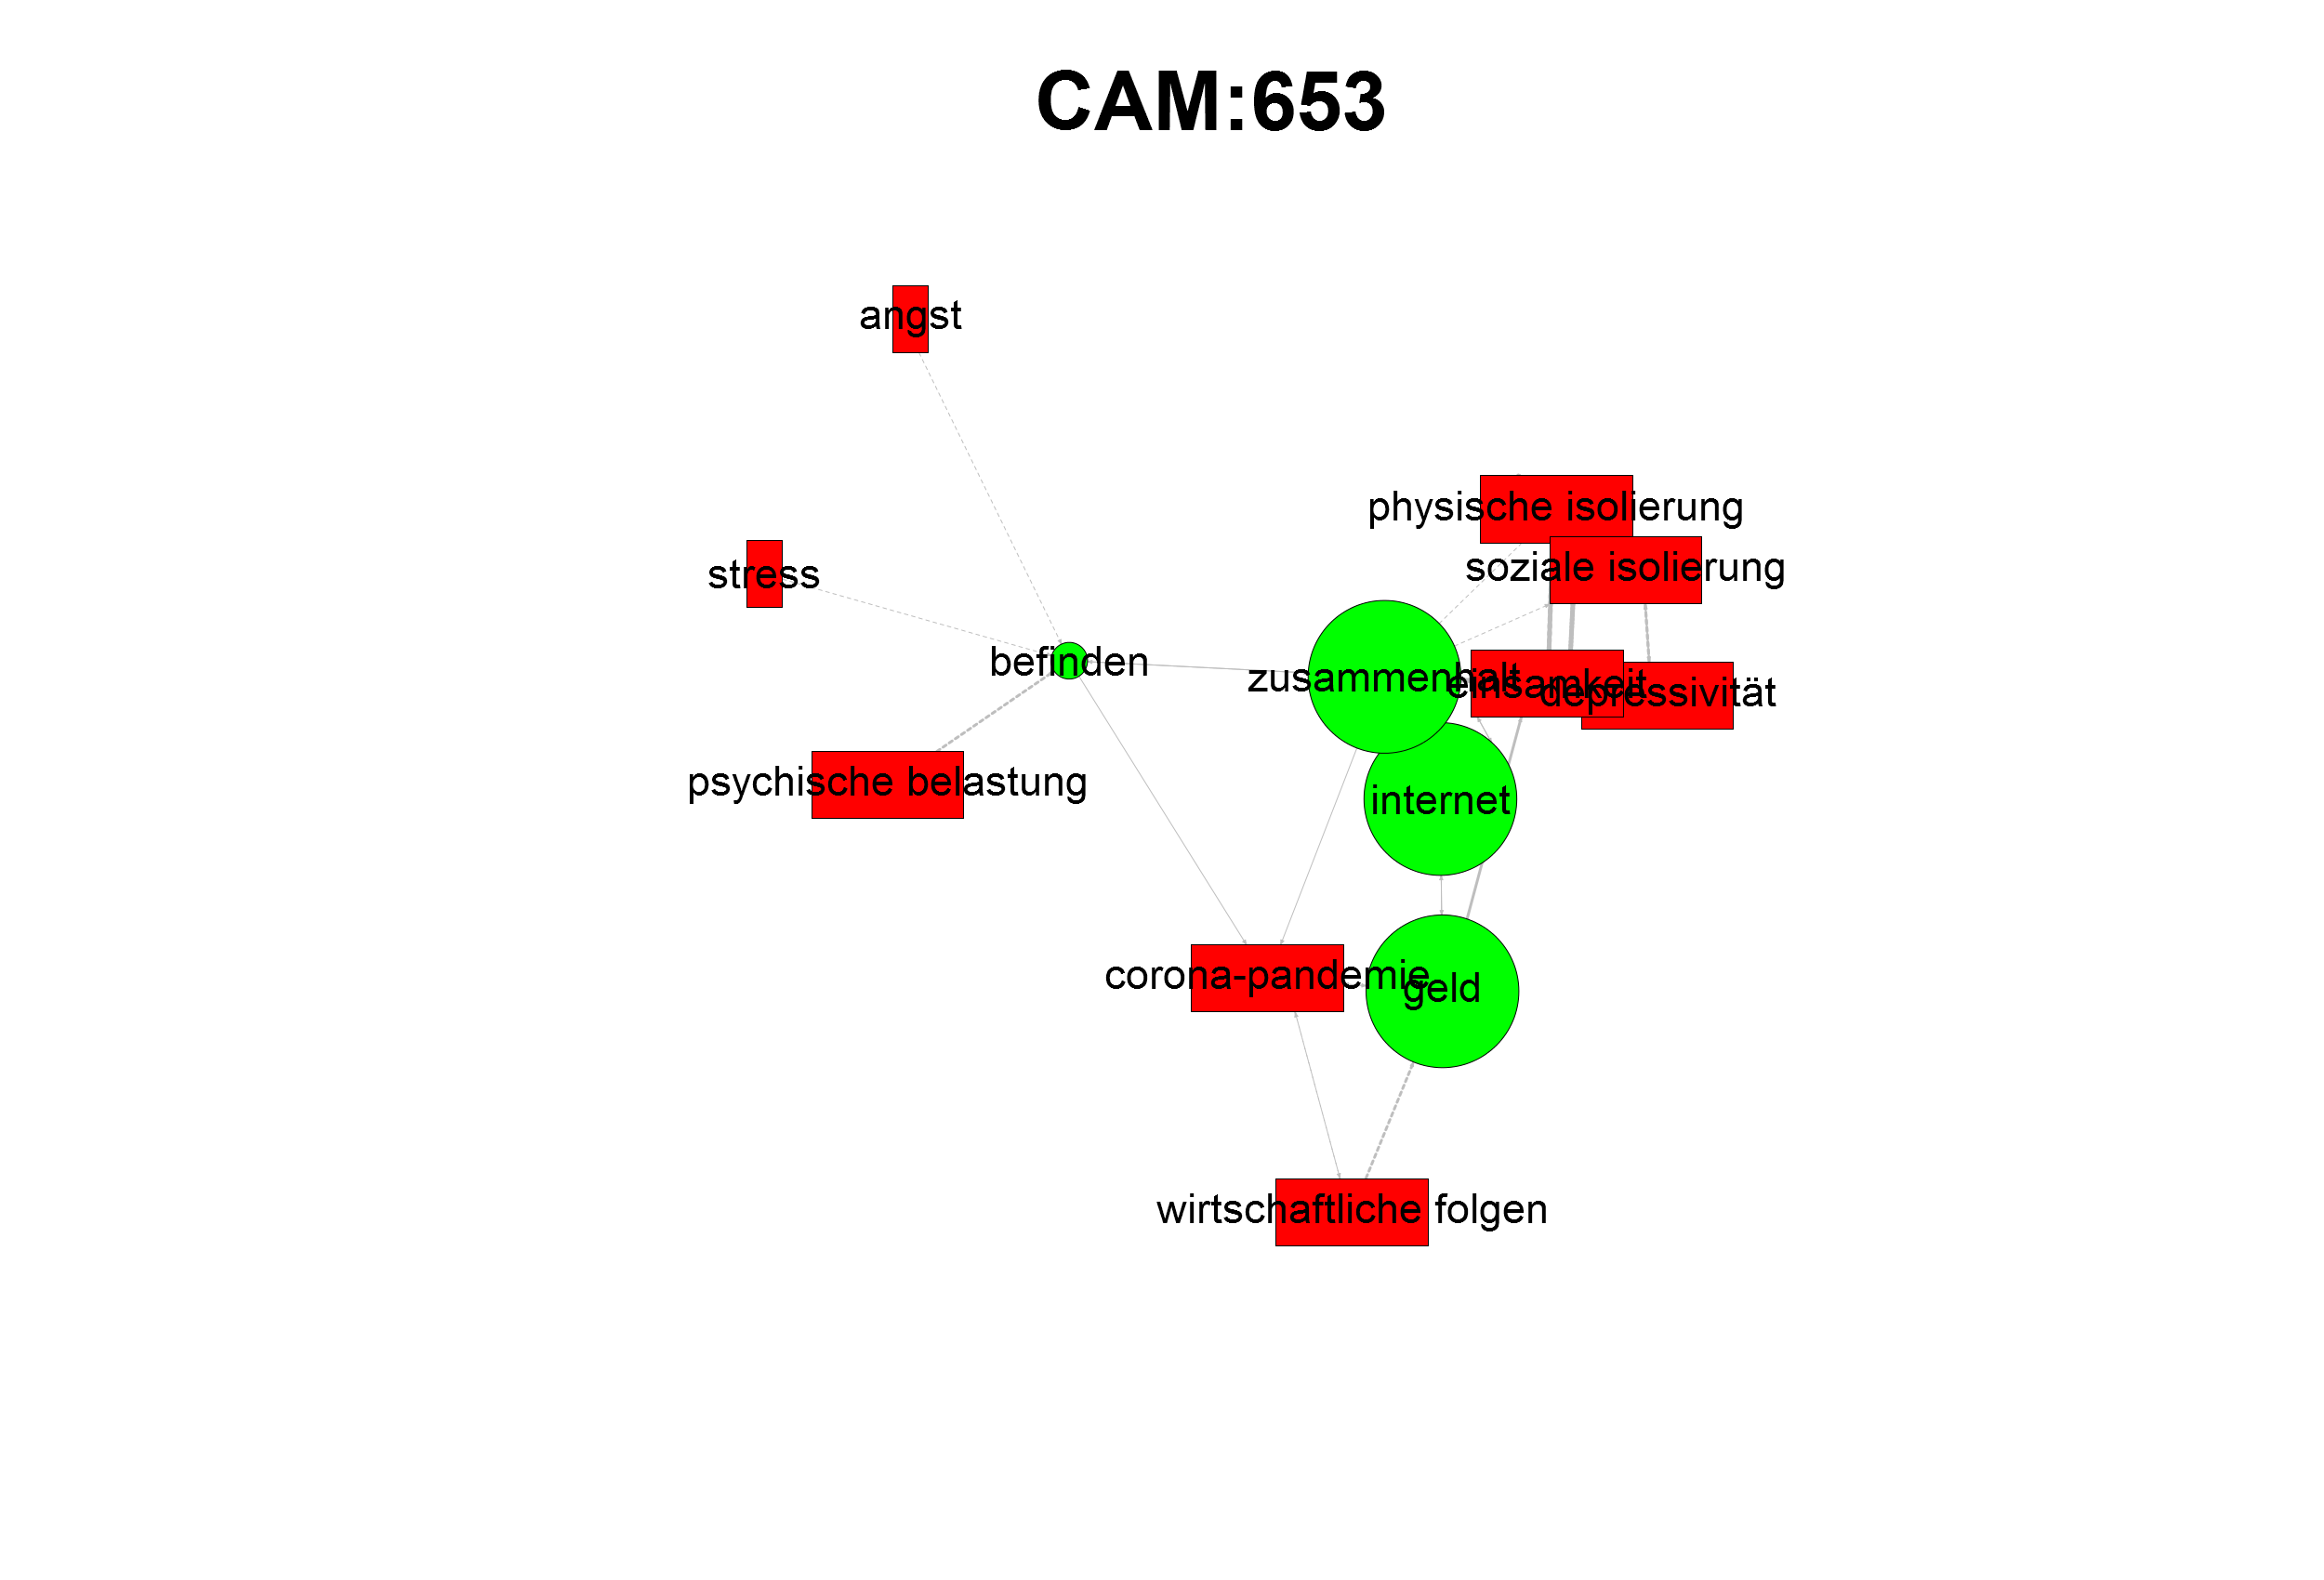 CAM:653
angst
physische isolierung
soziale isolierung
stress
befinden
zusammenhalt
einsamkeit
depressivität
psychische belastung
internet
corona-pandemie
geld
wirtschaftliche folgen